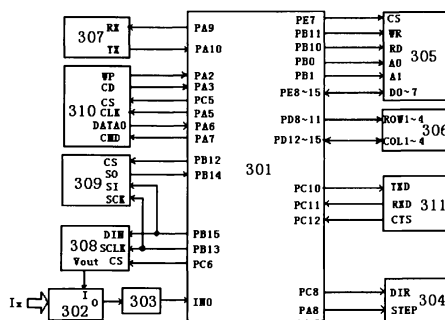 307 RX PA9
TX PA10
310 WP PA2
CD PA3
CS PC5
CLK PA5
DATA0 PA6
CMD PA7
309 CS PB12
SO PB14
SI
SCK
308 DIN PB15
SCLK PB13
Vout CS PC6
Ix I O
302 303 IN0
301
PE7 CS
PB11 WR
PB10 RD 305
PB0 A0
PB1 A1
PE8~15 DO~7
PD8~11 ROW1~4
PD12~15 COL1~4 306
PC10 TXD
PC11 RXD 311
PC12 CTS
PC8 DIR
PA8 STEP 304